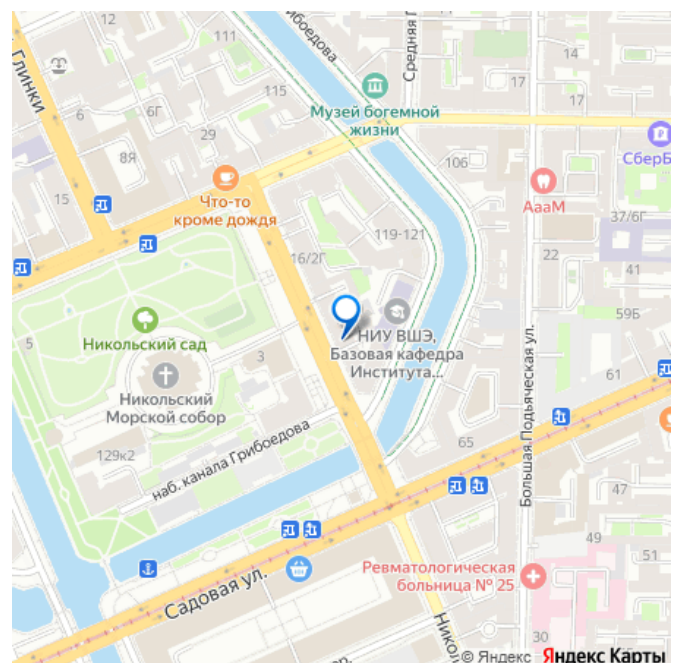 12
Глинки
Грибоедова
Средняя П
115
17
14
17
6
6Г
29
Музей богемной
жизни
8Я
106
СберБ
15
Что-то
кроме дождя
АааМ
37/6Г
119-121
16/2Г
22
41
59Б
5
Никольский сад
3
НИУ ВШЭ,
Базовая кафедра
Института...
61
Никольский
Морской собор
Большая Подьяческая ул.
129к2
наб. канала Грибоедова
65
47
49
51
Ревматологическая
больница № 25
Садовая ул.
Никол
30
© Яндекс Яндекс Карты